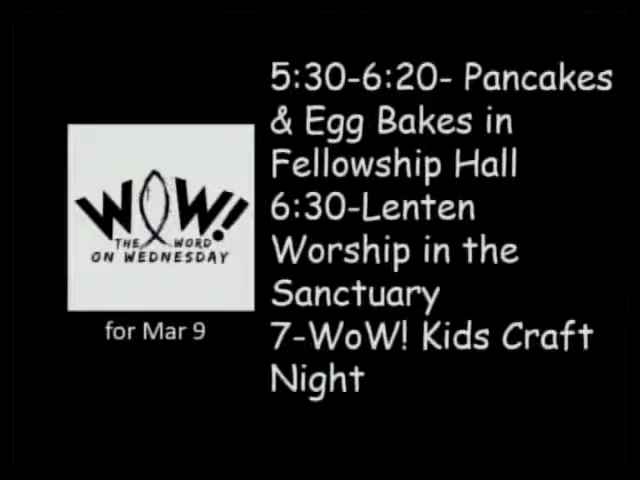 WOW!
THE WORD
ON WEDNESDAY
for Mar 9
5:30-6:20- Pancakes
& Egg Bakes in
Fellowship Hall
6:30-Lenten
Worship in the
Sanctuary
7-WoW! Kids Craft
Night